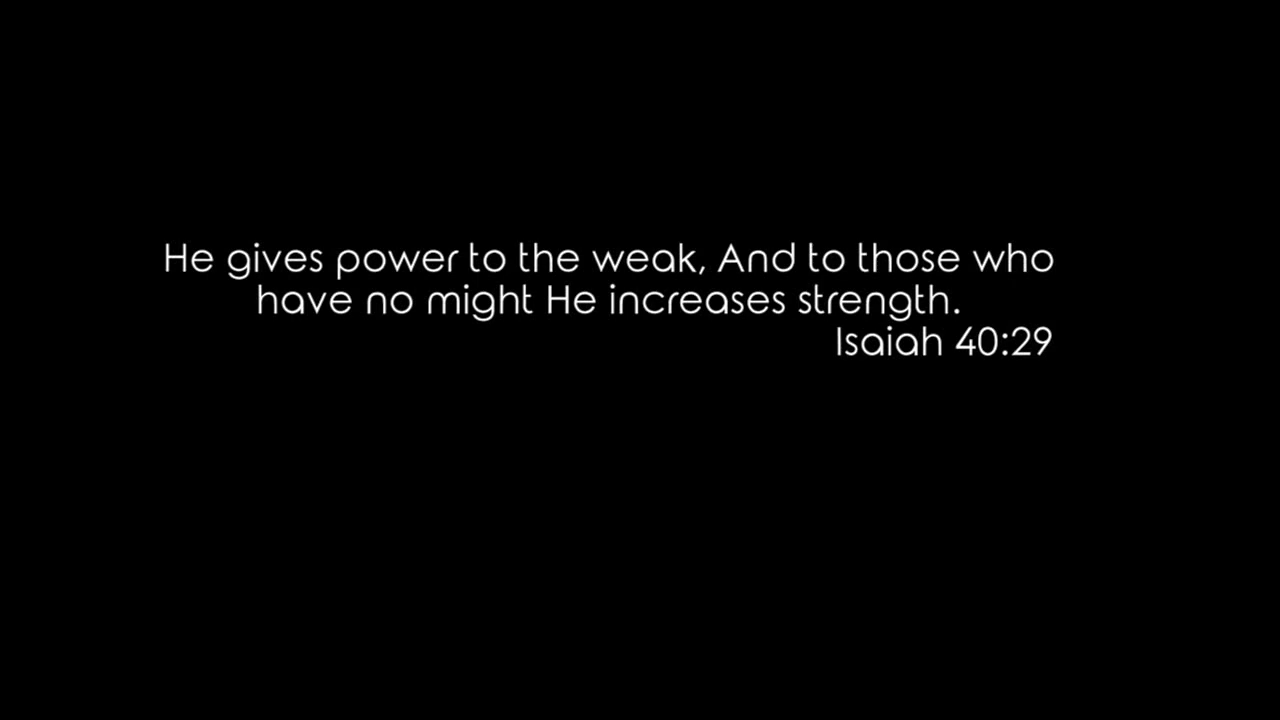 He gives power to the weak, And to those who
have no might He increases strength.
Isaiah 40:29